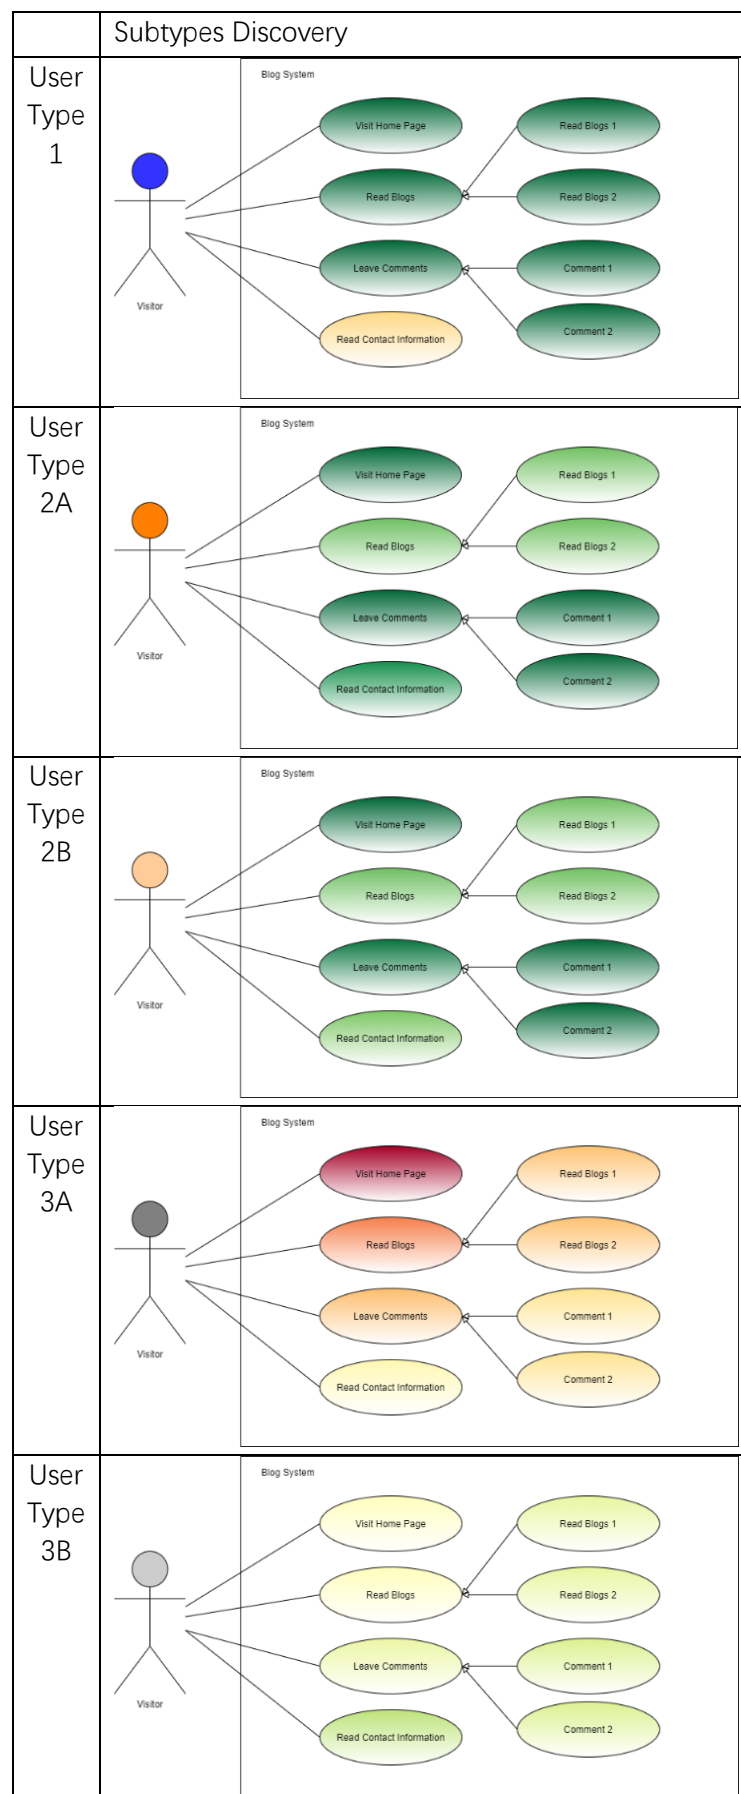 Subtypes Discovery
User
Type
1
Blog System
Visit Home Page
Read Blogs 1
Read Blogs
Read Blogs 2
Leave Comments
Comment 1
Comment 2
Read Contact Information
Visitor
User
Type
2A
Blog System
Visit Home Page
Read Blogs 1
Read Blogs
Read Blogs 2
Leave Comments
Comment 1
Comment 2
Read Contact Information
Visitor
User
Type
2B
Blog System
Visit Home Page
Read Blogs 1
Read Blogs
Read Blogs 2
Leave Comments
Comment 1
Comment 2
Read Contact Information
Visitor
User
Type
3A
Blog System
Visit Home Page
Read Blogs 1
Read Blogs
Read Blogs 2
Leave Comments
Comment 1
Comment 2
Read Contact Information
Visitor
User
Type
3B
Blog System
Visit Home Page
Read Blogs 1
Read Blogs
Read Blogs 2
Leave Comments
Comment 1
Comment 2
Read Contact Information
Visitor